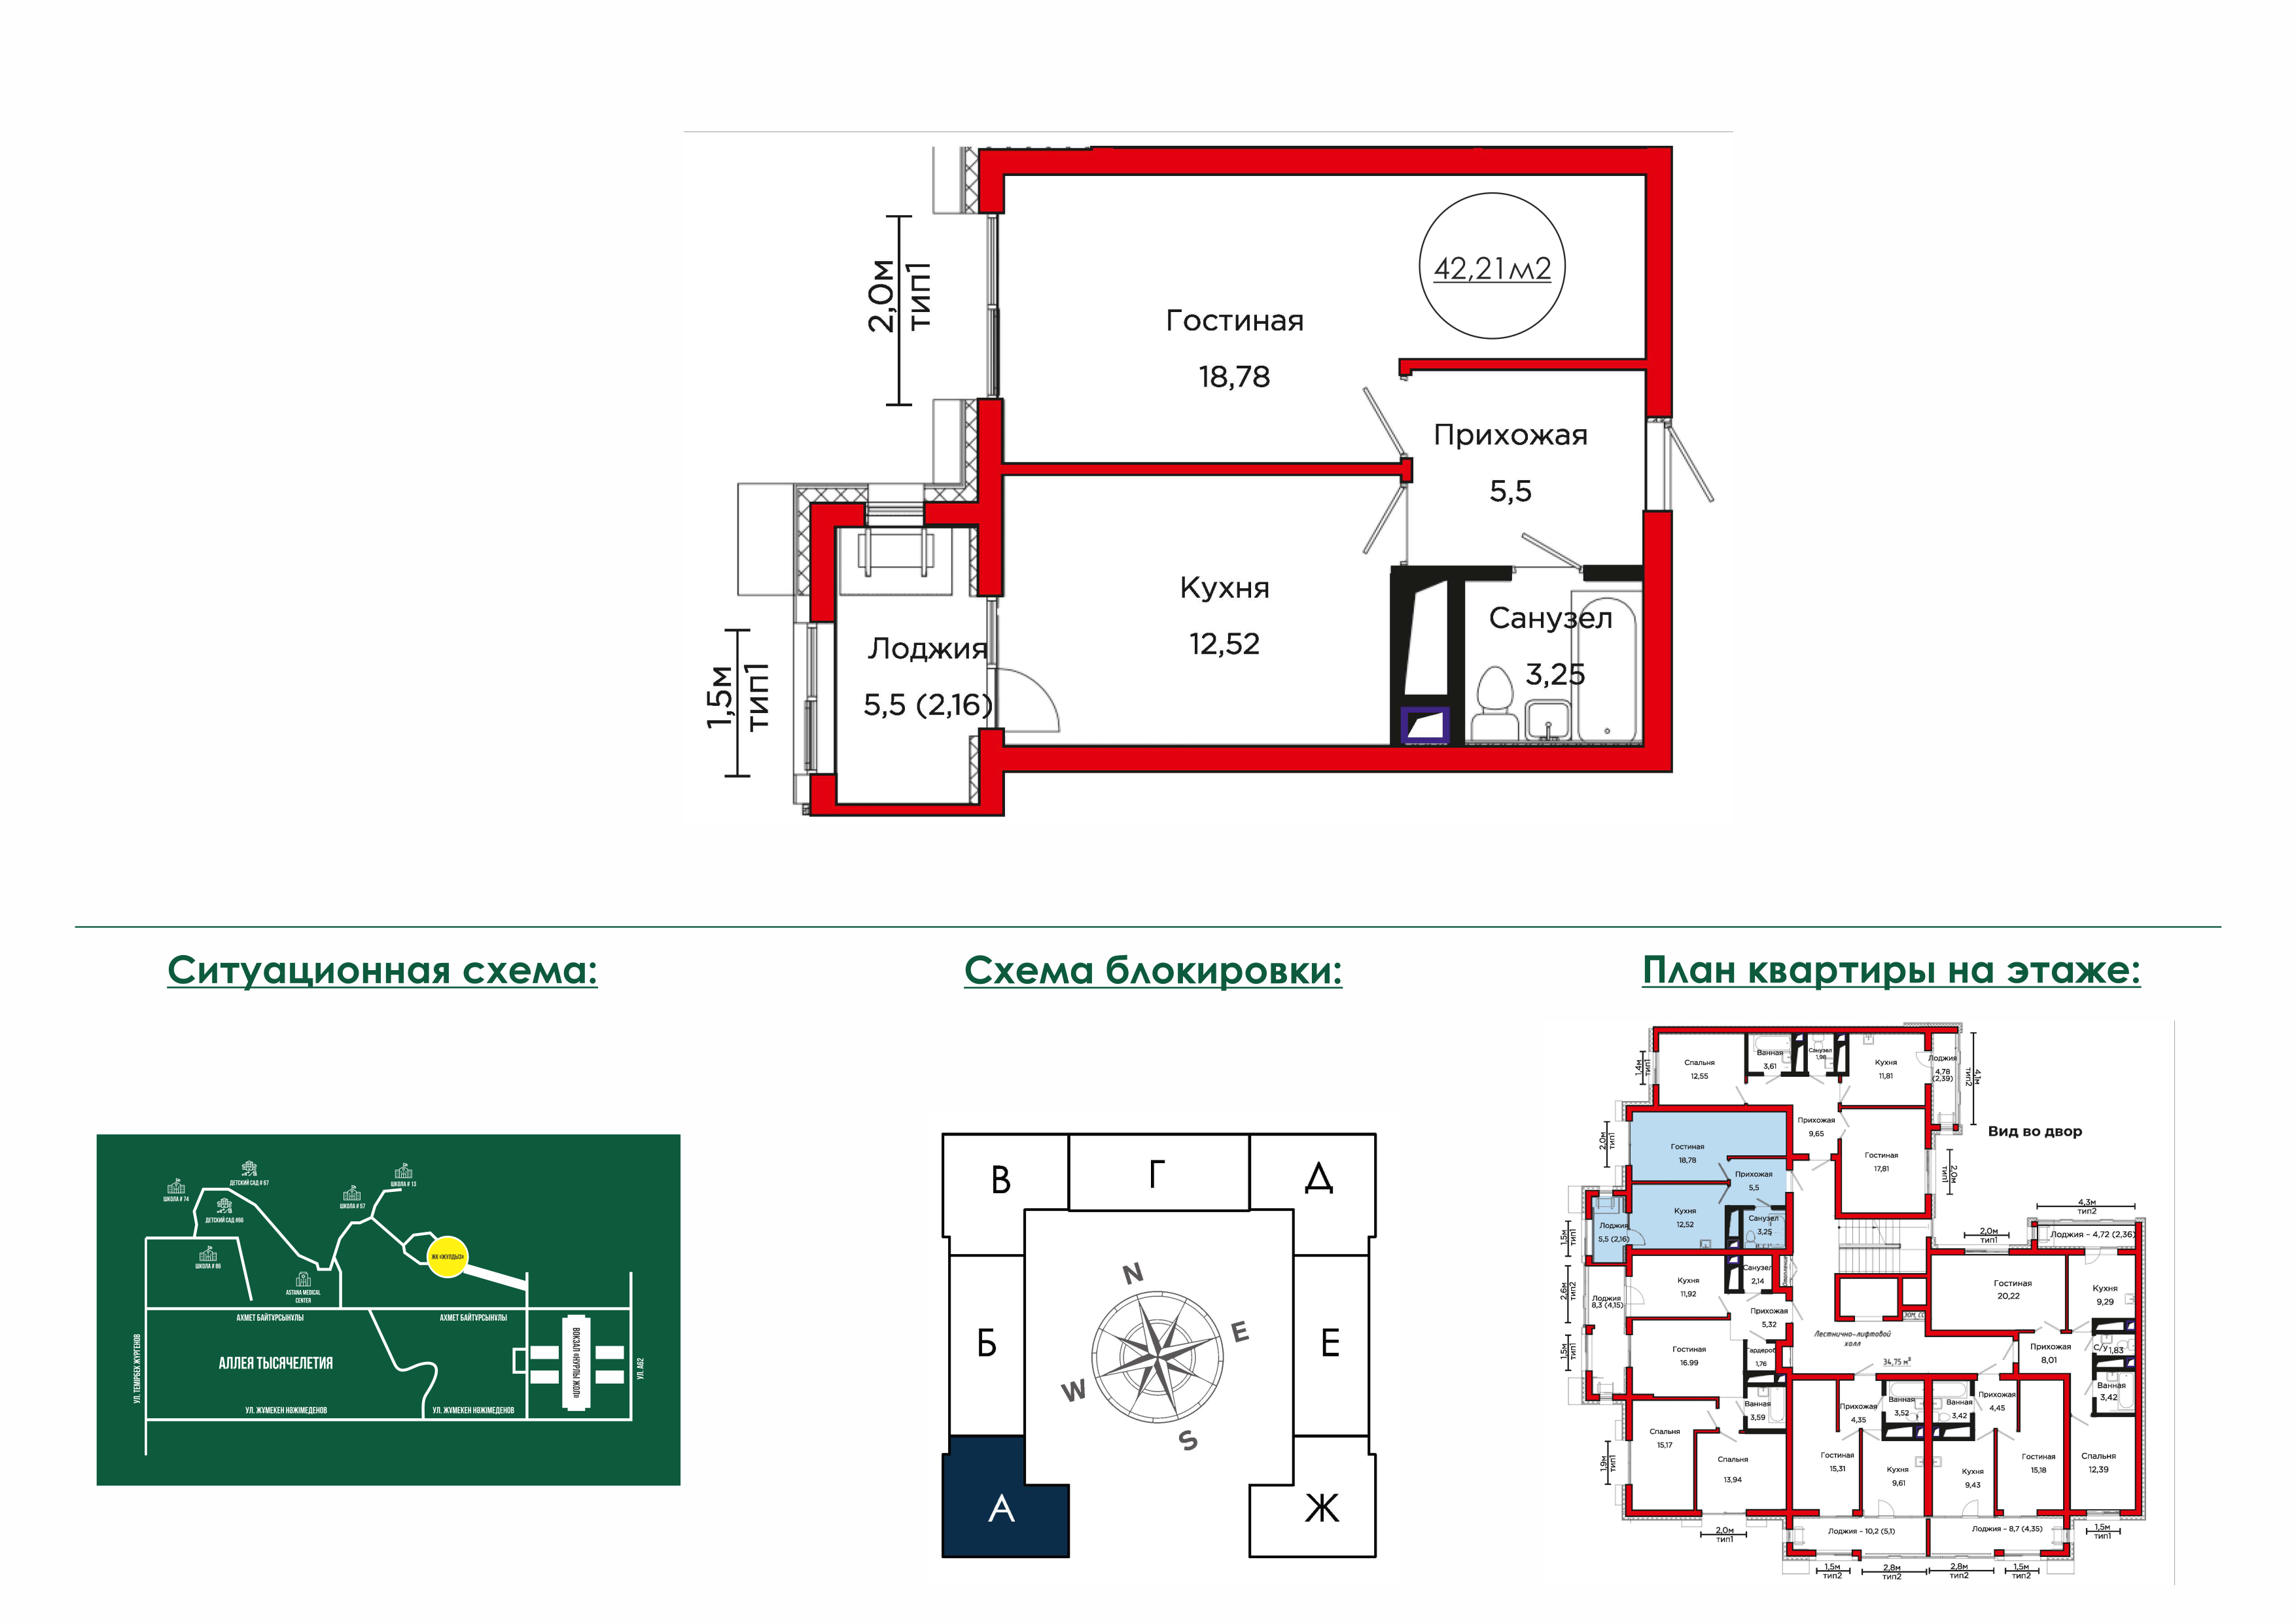 42,21м2
2,0м
тип1
Гостиная
18,78
Прихожая
5,5
Кухня
12,52
Санузел
3,25
Лоджия
5,5 (2,16)
1,5м
тип1
Ситуационная схема:
ШКОЛА # 74
ДЕТСКИЙ САД # 67
ДЕТСКИЙ САД #66
ШКОЛА # 86
ШКОЛА # 57
ШКОЛА # 13
ЖК «ЖУЛДЫЗ»
ASTANA MEDICAL
CENTER
АХМЕТ БАЙТҰРСЫНҰЛЫ
АХМЕТ БАЙТҰРСЫНҰЛЫ
УЛ. ТЕМІРБЕК ЖҮРГЕНОВ
АЛЛЕЯ ТЫСЯЧЕЛЕТИЯ
ВОКЗАЛ «НҰРЛЫ ЖОЛ»
УЛ. А62
УЛ. ЖҰМЕКЕН НӘЖІМЕДЕНОВ
УЛ. ЖҰМЕКЕН НӘЖІМЕДЕНОВ
Схема блокировки:
В
Г
Д
Б
Е
А
Ж
N
E
W
S
План квартиры на этаже:
1,4м
тип1
Спальня
12,55
Ванная
3,61
Санузел
1,98
Кухня
11,81
Лоджия
4,78
(2,39)
4,1м
тип2
Прихожая
9,65
Вид во двор
2,0м
тип1
Гостиная
18,78
Гостиная
17,81
2,0м
тип1
Прихожая
5,5
Кухня
12,52
Санузел
3,25
Лоджия
5,5 (2,16)
1,5м
тип1
4,3м
тип2
2,0м
тип1
Лоджия – 4,72 (2,36)
2,6м
тип2
Лоджия
8,3 (4,15)
Кухня
11,92
Санузел
2,14
Прихожая
5,32
Гостиная
20,22
Кухня
9,29
Лестнично-лифтовой
холл
34,75 м²
1,5м
тип1
Гостиная
16.99
Гардероб
1,76
Прихожая
8,01
С/У
1,83
Ванная
3,42
Ванная
3,59
Прихожая
4,35
Ванная
3,52
Ванная
3,42
Прихожая
4,45
Спальня
15,17
Спальня
13,94
1,9м
тип1
Гостиная
15,31
Кухня
9,61
Кухня
9,43
Гостиная
15,18
Спальня
12,39
2,0м
тип1
Лоджия – 10,2 (5,1)
Лоджия – 8,7 (4,35)
1,5м
тип1
1,5м
тип2
2,8м
тип2
2,8м
тип2
1,5м
тип2